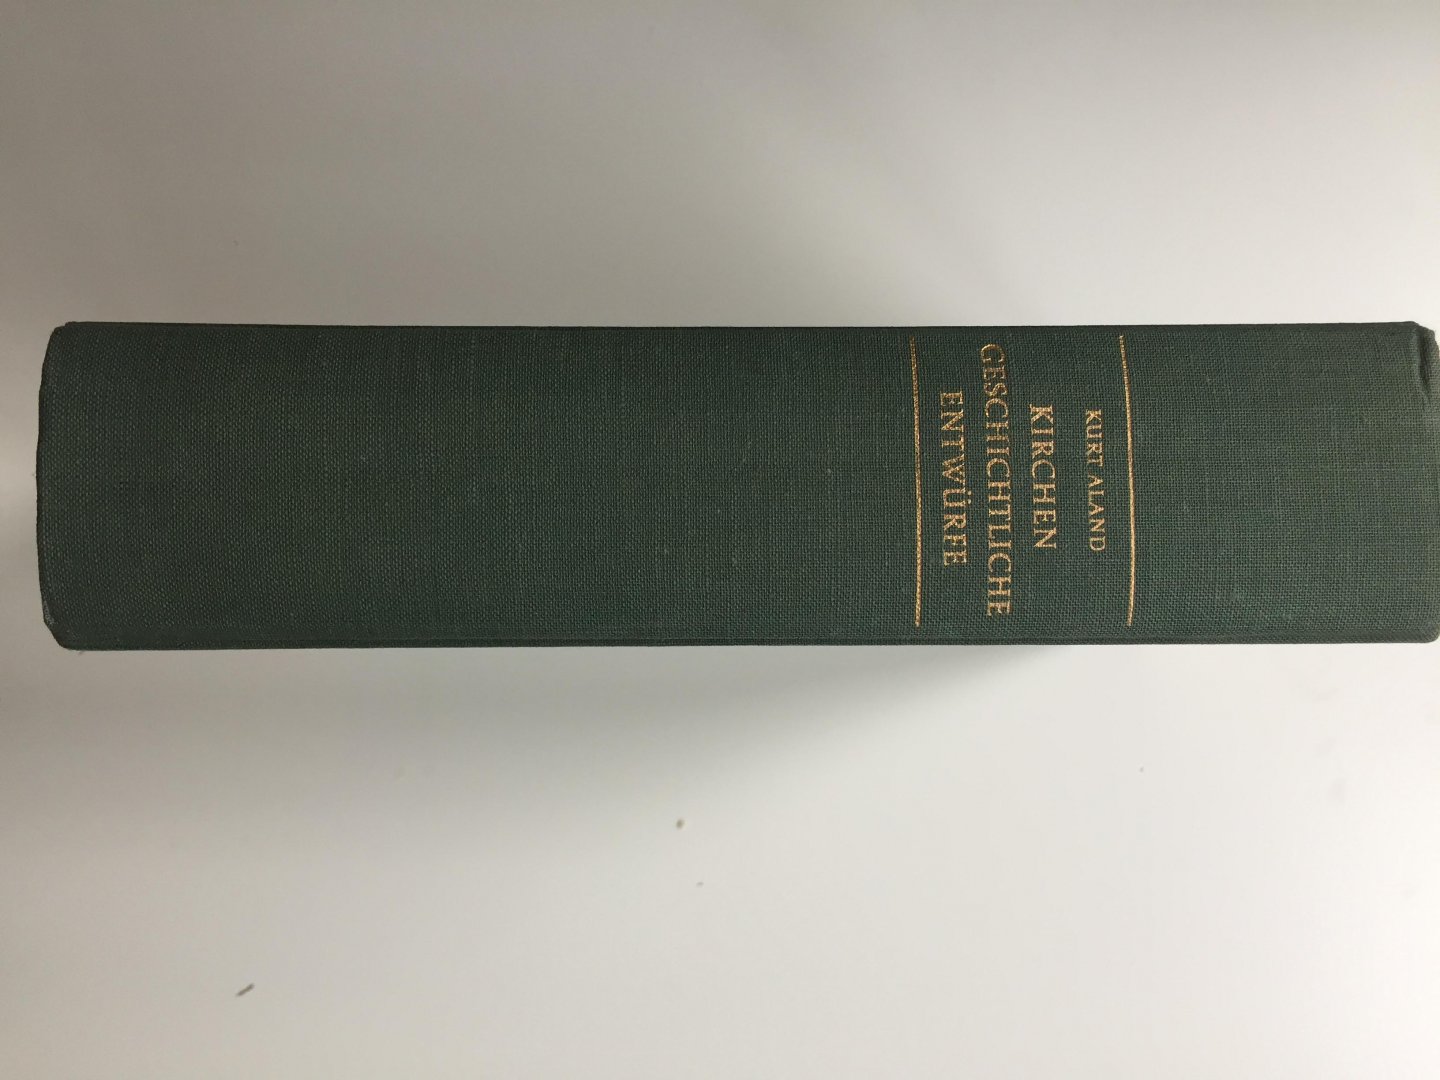 KURT ALAND
KIRCHEN
GESCHICHTLICHE
ENTWÜRFE